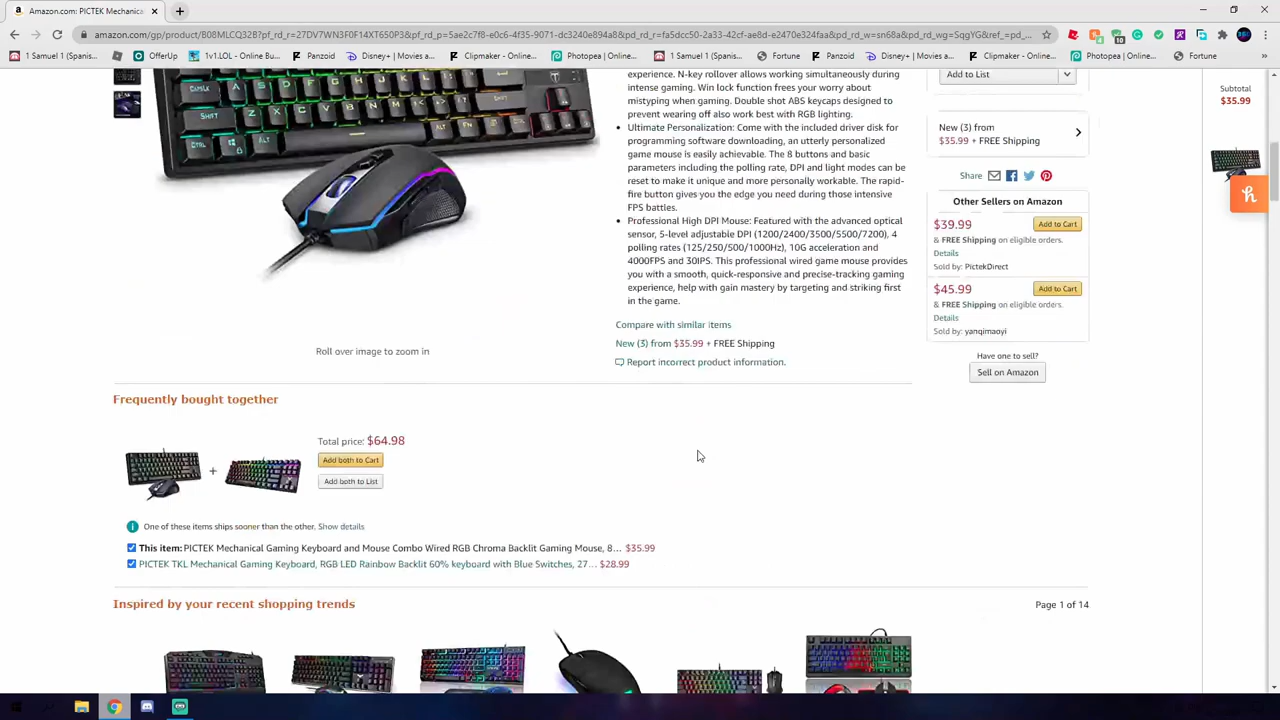 Amazon.com: PICTEK Mechanic
amazon.com/gp/product/B08MLCQ32B?pf_rd_r=27DV7WN3F0F14XT650P3&pf_rd_p=5ae2c7f8-e0c6-4f35-9071-dc3240e894a8&pd_rd_r=fa5dcc50-2a33-42cf-ae8d-e2470e324faa&pd_rd_w=sn68a&pd_rd_wg=SqgYG&ref_=pd_...
1 Samuel 1 (Spanis...
OfferUp
1v1.LOL - Online Bu...
Panzoid
Disney+ | Movies a...
Clipmaker - Online...
Photopea | Online...
1 Samuel 1 (Spanis...
Fortune
Panzoid
Disney+ | Movies a...
Clipmaker - Online...
Photopea | Online...
Fortune
experience. N-key rollover allows working simultaneously during
intense gaming. Win lock function frees your worry about
mistyping when gaming. Double shot ABS keycaps designed to
prevent wearing off also work best with RGB lighting.
Ultimate Personalization: Come with the included driver disk for
programming software downloading, an utterly personalized
game mouse is easily achievable. The 8 buttons and basic
parameters including the polling rate, DPI and light modes can be
reset to make it unique and more personally workable. The rapid-
fire button gives you the edge you need during those intensive
FPS battles.
Professional High DPI Mouse: Featured with the advanced optical
sensor, 5-level adjustable DPI (1200/2400/3500/5500/7200), 4
polling rates (125/250/500/1000Hz), 10G acceleration and
4000FPS and 30IPS. This professional wired game mouse provides
you with a smooth, quick-responsive and precise-tracking gaming
experience, help with gain mastery by targeting and striking first
in the game.
Compare with similar items
New (3) from $35.99 + FREE Shipping
Report incorrect product information.
Roll over image to zoom in
Add to List
New (3) from
$35.99 + FREE Shipping
Share
Other Sellers on Amazon
$39.99
Add to Cart
& FREE Shipping on eligible orders.
Details
Sold by: PictekDirect
$45.99
Add to Cart
& FREE Shipping on eligible orders.
Details
Sold by: yanqimaoyi
Have one to sell?
Sell on Amazon
Subtotal
$35.99
Frequently bought together
Total price: $64.98
Add both to Cart
Add both to List
One of these items ships sooner than the other. Show details
This item: PICTEK Mechanical Gaming Keyboard and Mouse Combo Wired RGB Chroma Backlit Gaming Mouse, 8... $35.99
PICTEK TKL Mechanical Gaming Keyboard, RGB LED Rainbow Backlit 60% keyboard with Blue Switches, 27... $28.99
Inspired by your recent shopping trends
Page 1 of 14